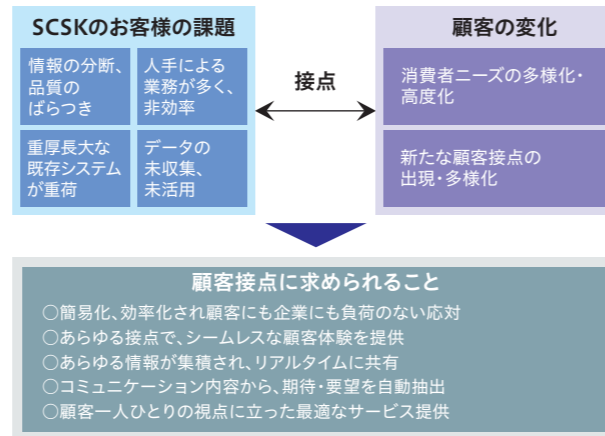 SCSKのお客様の課題
情報の分断、
品質の
ばらつき
人手による
業務が多く、
非効率
重厚長大な
既存システム
が重荷
データの
未収集、
未活用
接点
顧客の変化
消費者ニーズの多様化・
高度化
新たな顧客接点の
出現・多様化
顧客接点に求められること
○簡易化、効率化され顧客にも企業にも負荷のない応対
○あらゆる接点で、シームレスな顧客体験を提供
○あらゆる情報が集積され、リアルタイムに共有
○コミュニケーション内容から、期待・要望を自動抽出
○顧客一人ひとりの視点に立った最適なサービス提供